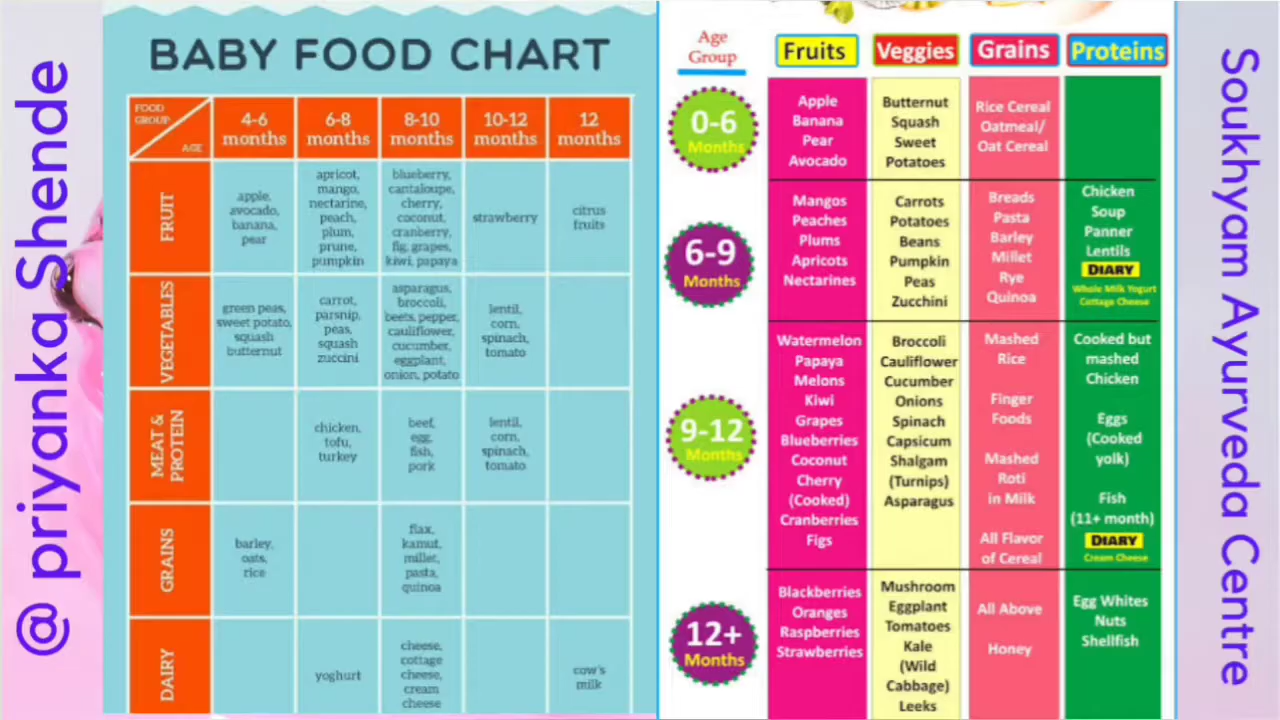 @ priyanka Shende
BABY FOOD CHART
FOOD
GROUP
AGE
4-6
months
6-8
months
8-10
months
10-12
months
12
months
FRUIT
apple,
avocado,
banana,
pear
apricot,
mango,
nectarine,
peach,
plum,
prune,
pumpkin
blueberry,
cantaloupe,
cherry,
coconut,
cranberry,
fig, grapes,
kiwi, papaya
strawberry
citrus
fruits
VEGETABLES
green peas,
sweet potato,
squash
butternut
carrot,
parsnip,
peas,
squash
zuccini
asparagus,
broccoli,
beets, pepper,
cauliflower,
cucumber,
eggplant,
onion, potato
lentil,
corn,
spinach,
tomato
MEAT &
PROTEIN
chicken,
tofu,
turkey
beef,
egg,
fish,
pork
lentil,
corn,
spinach,
tomato
GRAINS
barley,
oats,
rice
flax,
kamut,
millet,
pasta,
quinoa
DAIRY
yoghurt
cheese,
cottage
cheese,
cream
cheese
cow's
milk
Age
Group
Fruits
Veggies
Grains
Proteins
0-6
Months
Apple
Banana
Pear
Avocado
Butternut
Squash
Sweet
Potatoes
Rice Cereal
Oatmeal/
Oat Cereal
6-9
Months
Mangos
Peaches
Plums
Apricots
Nectarines
Carrots
Potatoes
Beans
Pumpkin
Peas
Zucchini
Breads
Pasta
Barley
Millet
Rye
Quinoa
Chicken
Soup
Panner
Lentils
DIARY
Whole Milk Yogurt
Cottage Cheese
9-12
Months
Watermelon
Papaya
Melons
Kiwi
Grapes
Blueberries
Coconut
Cherry
(Cooked)
Cranberries
Figs
Broccoli
Cauliflower
Cucumber
Onions
Spinach
Capsicum
Shalgam
(Turnips)
Asparagus
Mashed
Rice
Finger
Foods
Mashed
Roti
in Milk
All Flavor
of Cereal
Cooked but
mashed
Chicken
Eggs
(Cooked
yolk)
Fish
(11+ month)
DIARY
Cream Cheese
12+
Months
Blackberries
Oranges
Raspberries
Strawberries
Mushroom
Eggplant
Tomatoes
Kale
(Wild
Cabbage)
Leeks
All Above
Honey
Egg Whites
Nuts
Shellfish
Soukhyam Ayurveda Centre